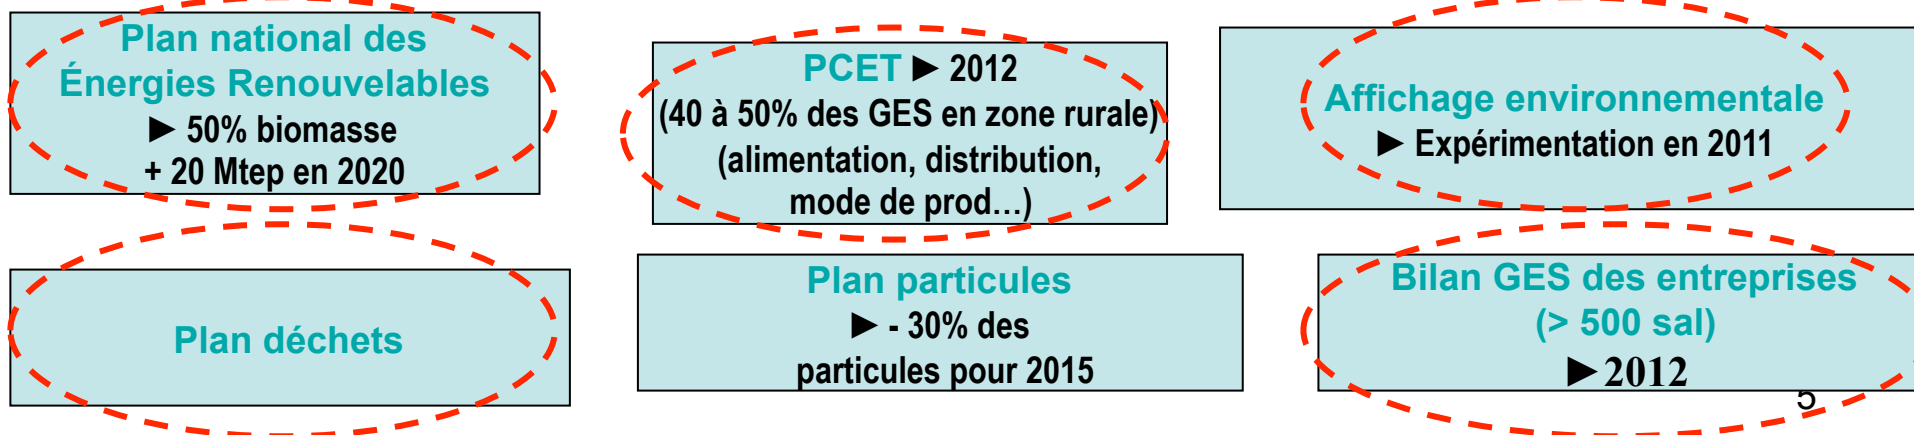 Plan national des
Énergies Renouvelables
► 50% biomasse
+ 20 Mtep en 2020
PCET ► 2012
(40 à 50% des GES en zone rurale)
(alimentation, distribution,
mode de prod…)
Affichage environnementale
► Expérimentation en 2011
Plan déchets
Plan particules
► - 30% des
particules pour 2015
Bilan GES des entreprises
(> 500 sal)
►2012
5